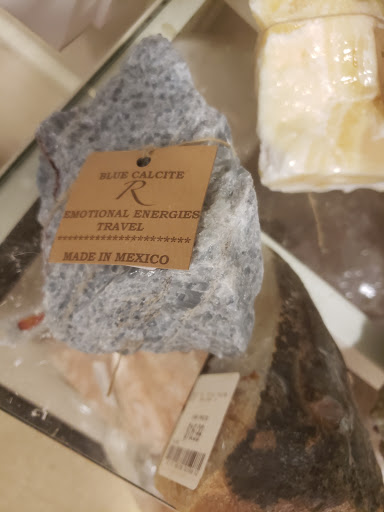 BLUE CALCITE
R
EMOTIONAL ENERGIES
TRAVEL
***********************
MADE IN MEXICO